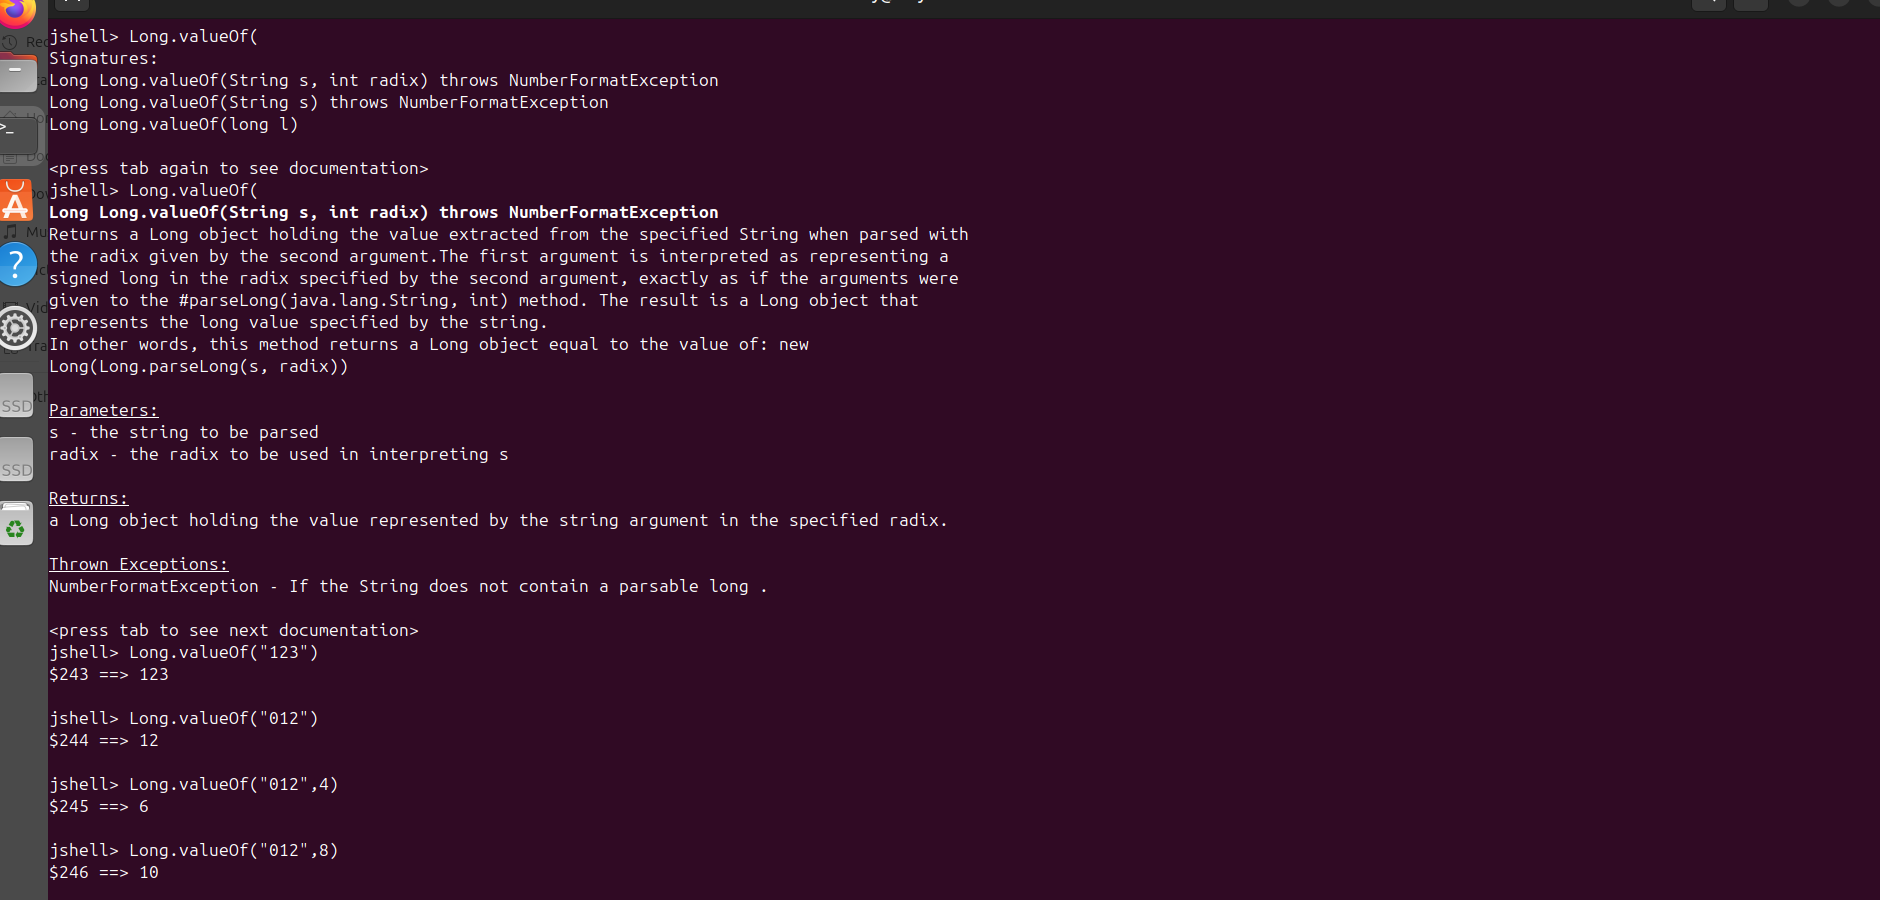 jshell> Long.valueOf(
Signatures:
Long Long.valueOf(String s, int radix) throws NumberFormatException
Long Long.valueOf(String s) throws NumberFormatException
Long Long.valueOf(long l)
<press tab again to see documentation>
jshell> Long.valueOf(
Long Long.valueOf(String s, int radix) throws NumberFormatException
Returns a Long object holding the value extracted from the specified String when parsed with
the radix given by the second argument.The first argument is interpreted as representing a
signed long in the radix specified by the second argument, exactly as if the arguments were
given to the #parseLong(java.lang.String, int) method. The result is a Long object that
represents the long value specified by the string.
In other words, this method returns a Long object equal to the value of: new
Long(Long.parseLong(s, radix))
Parameters:
s - the string to be parsed
radix - the radix to be used in interpreting s
Returns:
a Long object holding the value represented by the string argument in the specified radix.
Thrown Exceptions:
NumberFormatException - If the String does not contain a parsable long .
<press tab to see next documentation>
jshell> Long.valueOf("123")
$243 ==> 123
jshell> Long.valueOf("012")
$244 ==> 12
jshell> Long.valueOf("012",4)
$245 ==> 6
jshell> Long.valueOf("012",8)
$246 ==> 10
SSD
SSD